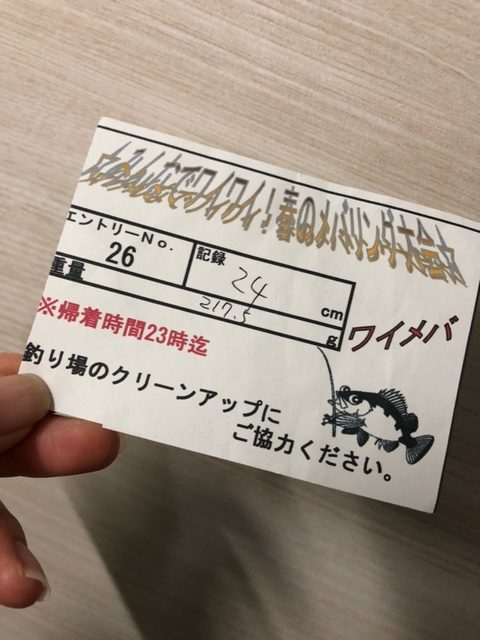 みんなでワイワイ!春のメバリング大会
エントリーNo.
26
記録
24
cm
重量
217.5
g
ワイメバ
※帰着時間23時迄
釣り場のクリーンアップに
ご協力ください。